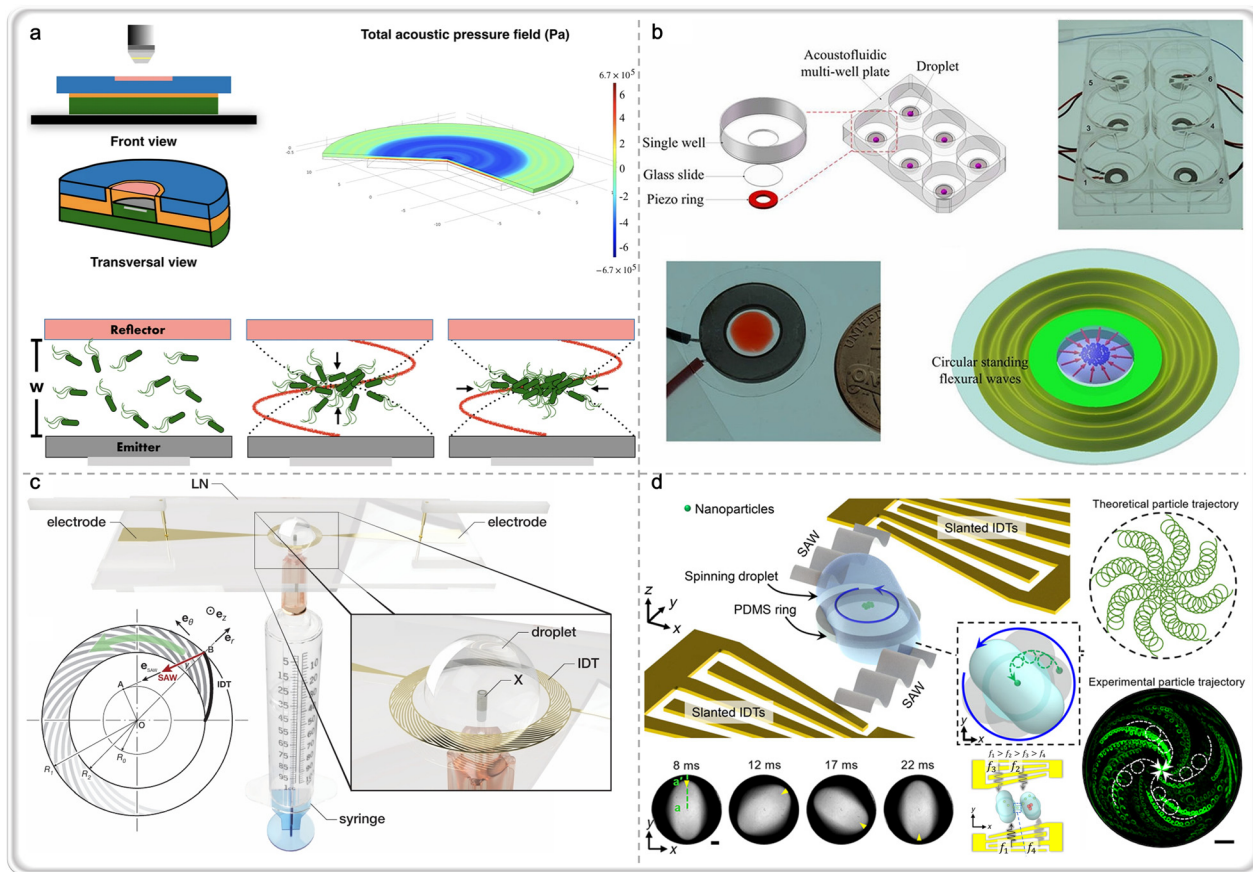 a
Front view
Transversal view
Total acoustic pressure field (Pa)
6.7×10⁵
6
4
2
0
-2
-4
-6
−6.7×10⁵
Reflector
W
Emitter
b
Acoustofluidic
multi-well plate
Droplet
Single well
Glass slide
Piezo ring
5
6
3
4
1
2
Circular standing
flexural waves
c
LN
electrode
electrode
droplet
IDT
X
syringe
e_θ
e_z
e_r
B
e_SAW
SAW
IDT
A
O
R₁
R₂
R₀
5
10
d
Nanoparticles
SAW
Slanted IDTs
Spinning droplet
PDMS ring
z
y
x
SAW
Slanted IDTs
Theoretical particle trajectory
Experimental particle trajectory
y
x
8 ms
12 ms
17 ms
22 ms
a'
a
y
x
f₁ > f₂ > f₃ > f₄
f₃
f₂
y
x
f₁
f₄